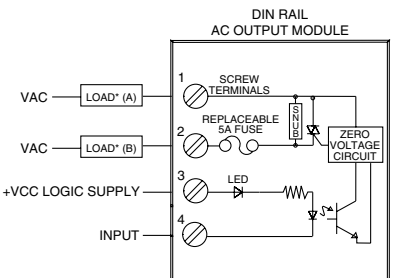 DIN RAIL
AC OUTPUT MODULE
1
SCREW
TERMINALS
VAC
LOAD* (A)
SNUB
REPLACEABLE
5A FUSE
2
VAC
LOAD* (B)
ZERO
VOLTAGE
CIRCUIT
3
+VCC LOGIC SUPPLY
LED
4
INPUT